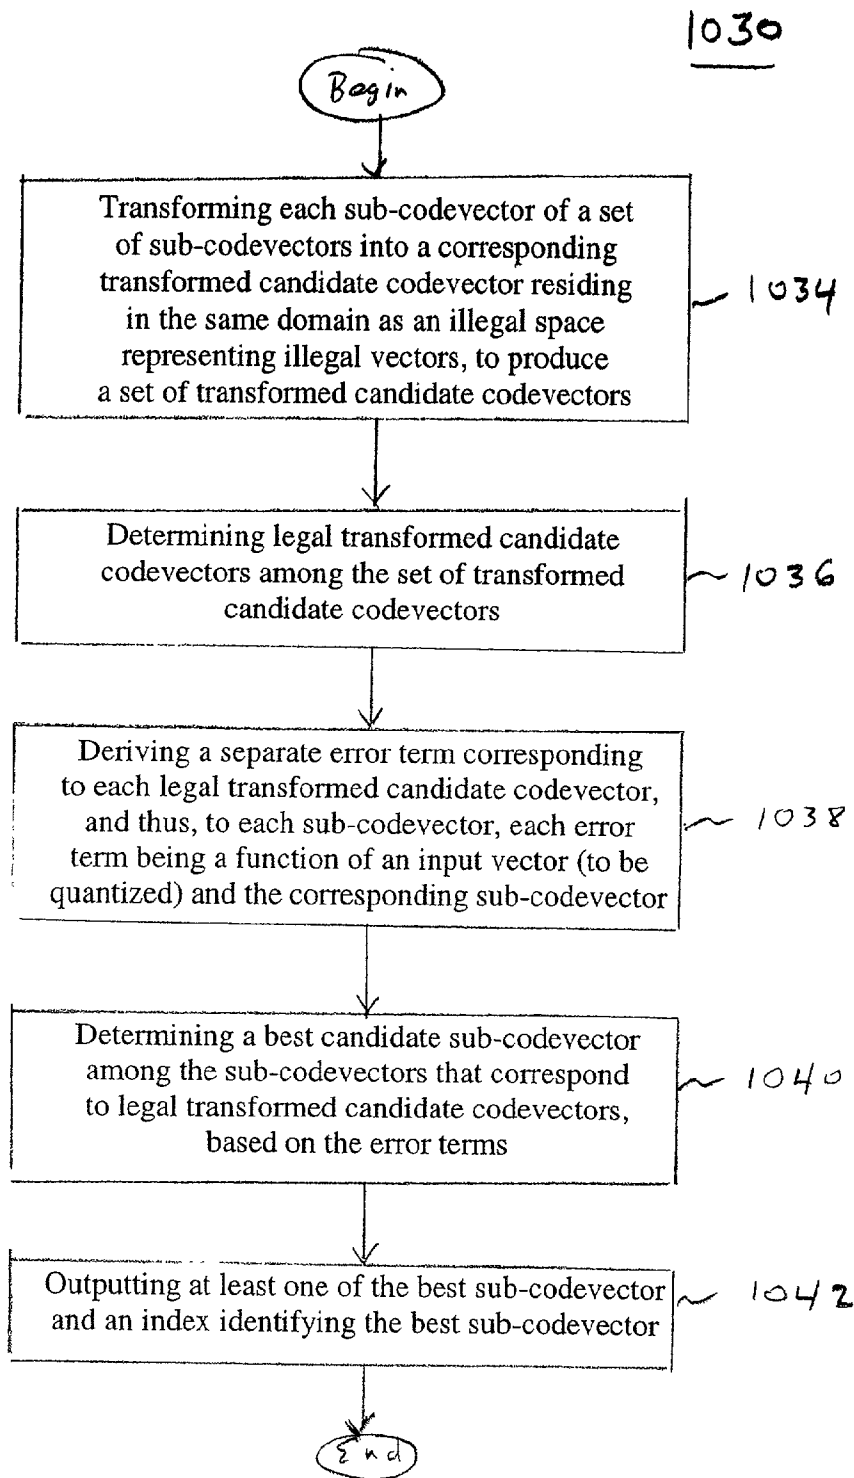 1030
Begin
Transforming each sub-codevector of a set
of sub-codevectors into a corresponding
transformed candidate codevector residing
in the same domain as an illegal space
representing illegal vectors, to produce
a set of transformed candidate codevectors
1034
Determining legal transformed candidate
codevectors among the set of transformed
candidate codevectors
1036
Deriving a separate error term corresponding
to each legal transformed candidate codevector,
and thus, to each sub-codevector, each error
term being a function of an input vector (to be
quantized) and the corresponding sub-codevector
1038
Determining a best candidate sub-codevector
among the sub-codevectors that correspond
to legal transformed candidate codevectors,
based on the error terms
1040
Outputting at least one of the best sub-codevector
and an index identifying the best sub-codevector
1042
End